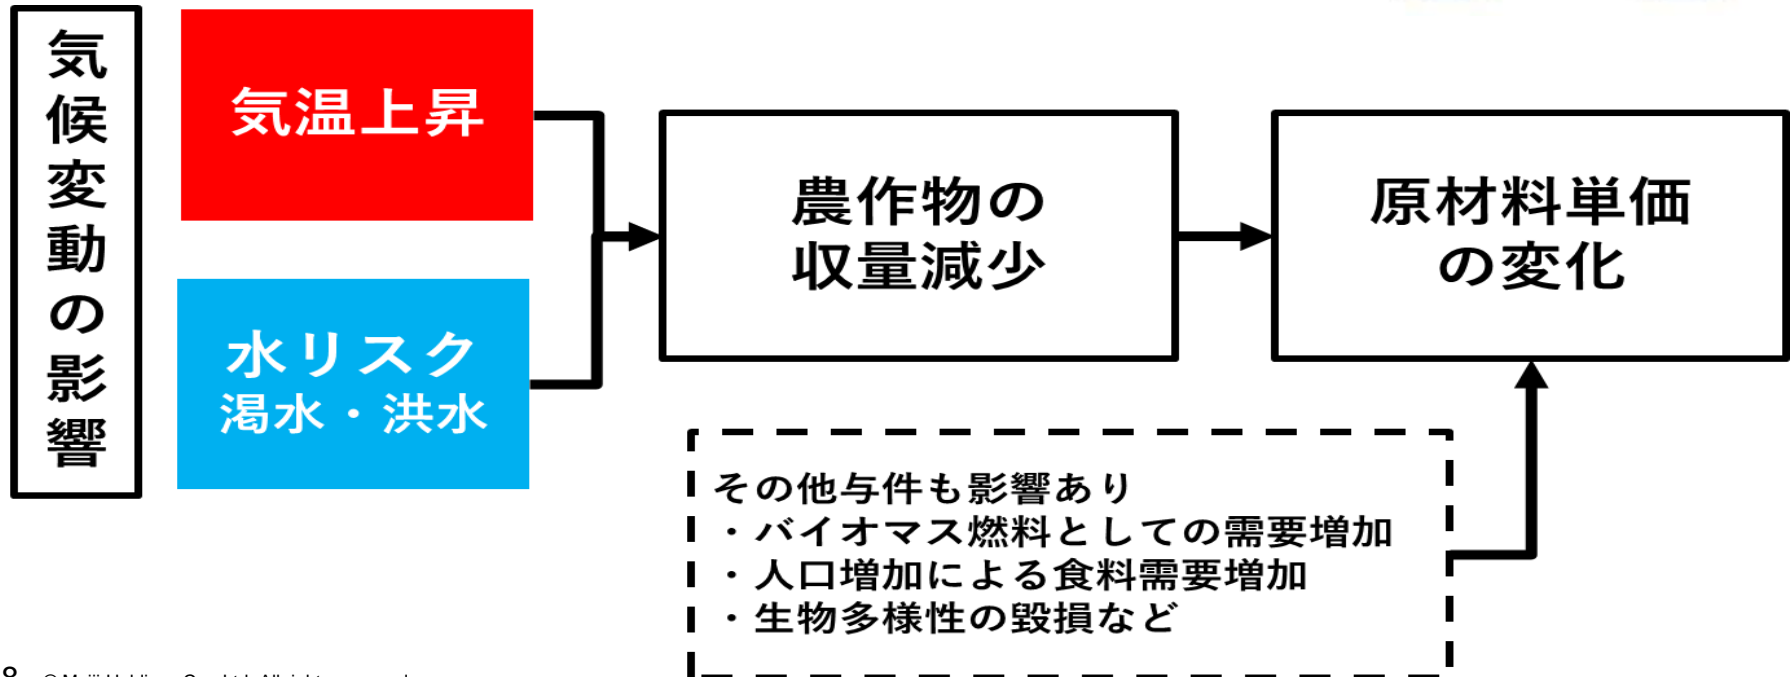 気候変動の影響
気温上昇
水リスク
渇水・洪水
農作物の
収量減少
原材料単価
の変化
その他与件も影響あり
・バイオマス燃料としての需要増加
・人口増加による食料需要増加
・生物多様性の毀損など
8